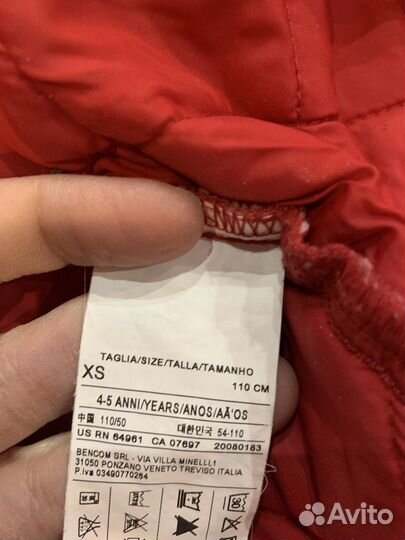 TAGLIA/SIZE/TALLA/TAMANHO
XS 110 CM
4-5 ANNI/YEARS/ANOS/AÃ'OS
中国 110/50 대한민국 54-110
US RN 64961 CA 07697 20080183
BENCOM SRL - VIA VILLA MINELLI,1
31050 PONZANO VENETO TREVISO ITALIA
P.iva 03490770264
Avito